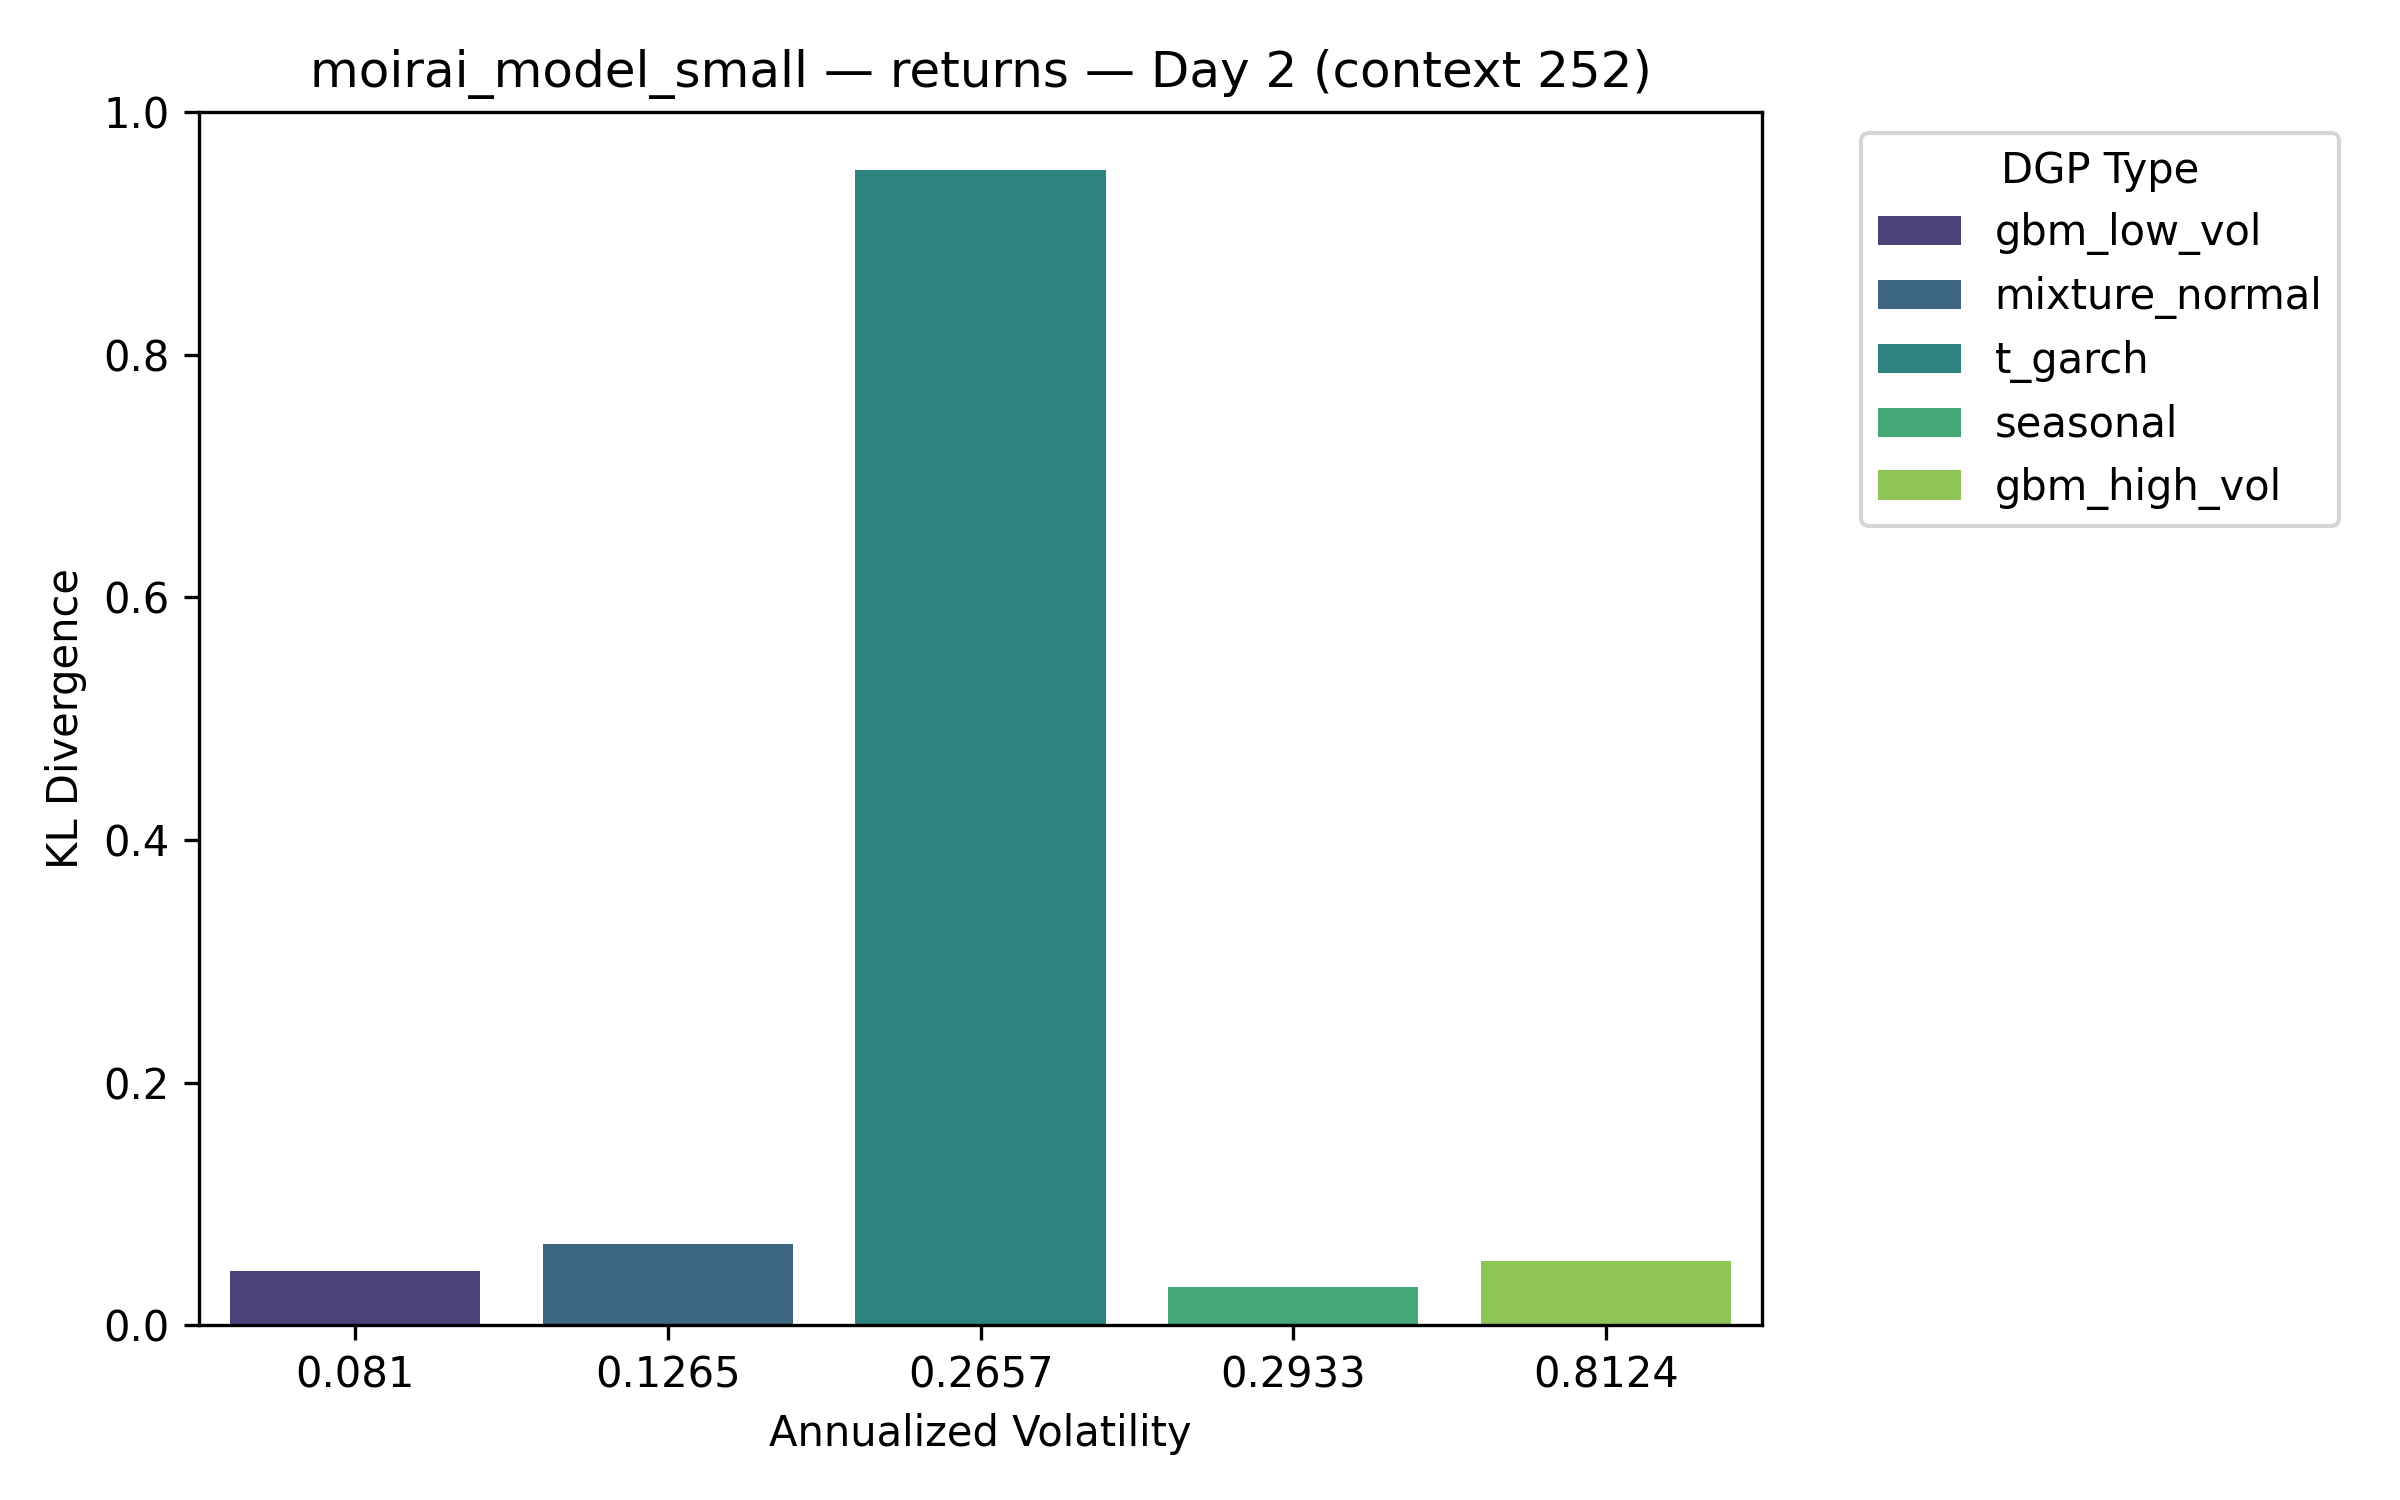 moirai_model_small — returns — Day 2 (context 252)
1.0
0.8
0.6
0.4
0.2
0.0
KL Divergence
0.081 0.1265 0.2657 0.2933 0.8124
Annualized Volatility
DGP Type
gbm_low_vol
mixture_normal
t_garch
seasonal
gbm_high_vol